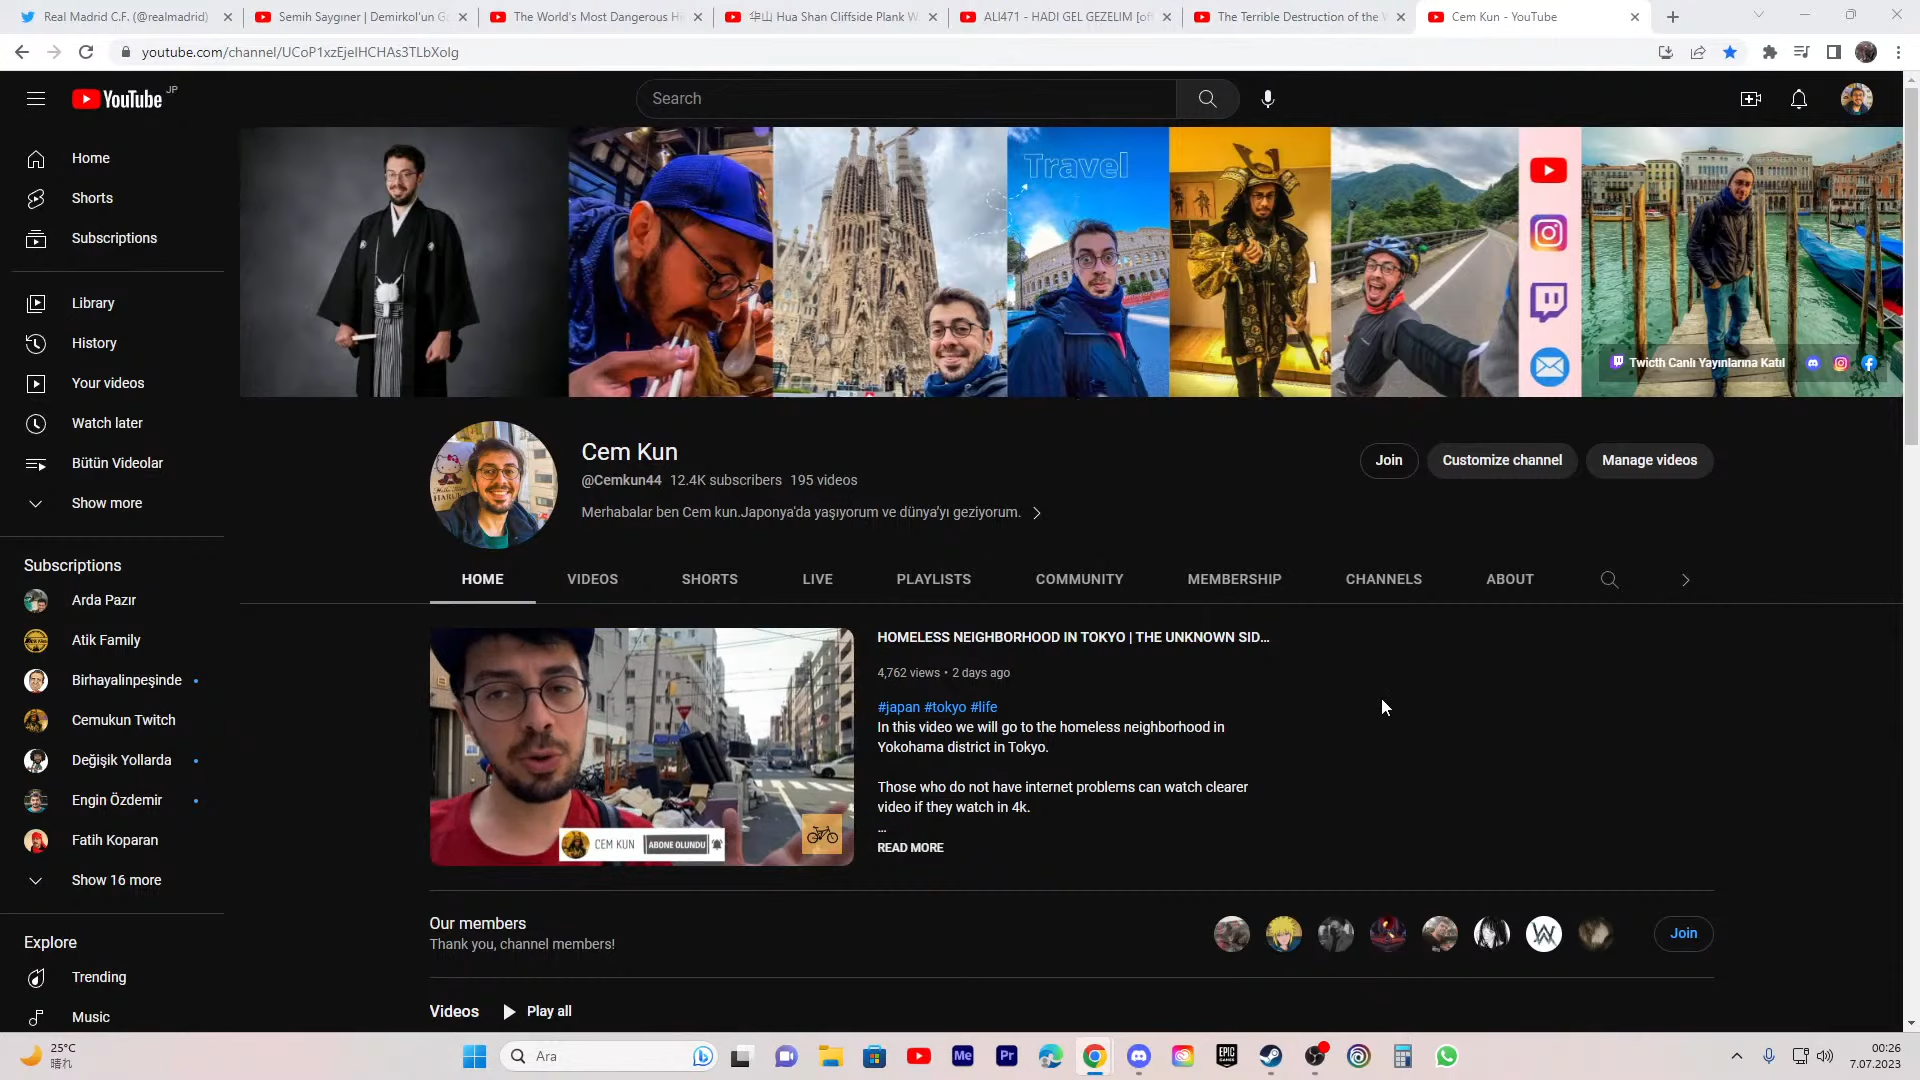 Real Madrid C.F. (@realmadrid)
Semih Saygıner | Demirkol'un G
The World's Most Dangerous H
华山 Hua Shan Cliffside Plank W
ALI471 - HADI GEL GEZELIM [of
The Terrible Destruction of the W
Cem Kun - YouTube
youtube.com/channel/UCoP1xzEjeIHCHAs3TLbXolg
YouTube JP
Search
Home
Shorts
Subscriptions
Library
History
Your videos
Watch later
Bütün Videolar
Show more
Subscriptions
Arda Pazır
Atik Family
Birhayalinpeşinde
Cemukun Twitch
Değişik Yollarda
Engin Özdemir
Fatih Koparan
Show 16 more
Explore
Trending
Music
Travel
Twicth Canlı Yayınlarına Katıl
Cem Kun
@Cemkun44 12.4K subscribers 195 videos
Merhabalar ben Cem kun.Japonya'da yaşıyorum ve dünya'yı geziyorum.
Join
Customize channel
Manage videos
HOME VIDEOS SHORTS LIVE PLAYLISTS COMMUNITY MEMBERSHIP CHANNELS ABOUT
CEM KUN ABONE OLUNDU
HOMELESS NEIGHBORHOOD IN TOKYO | THE UNKNOWN SID...
4,762 views • 2 days ago
#japan #tokyo #life
In this video we will go to the homeless neighborhood in
Yokohama district in Tokyo.
Those who do not have internet problems can watch clearer
video if they watch in 4k.
...
READ MORE
Our members
Thank you, channel members!
Join
Videos Play all
25°C
晴れ
Ara
Me
Pr
EPIC GAMES
00:26
7.07.2023